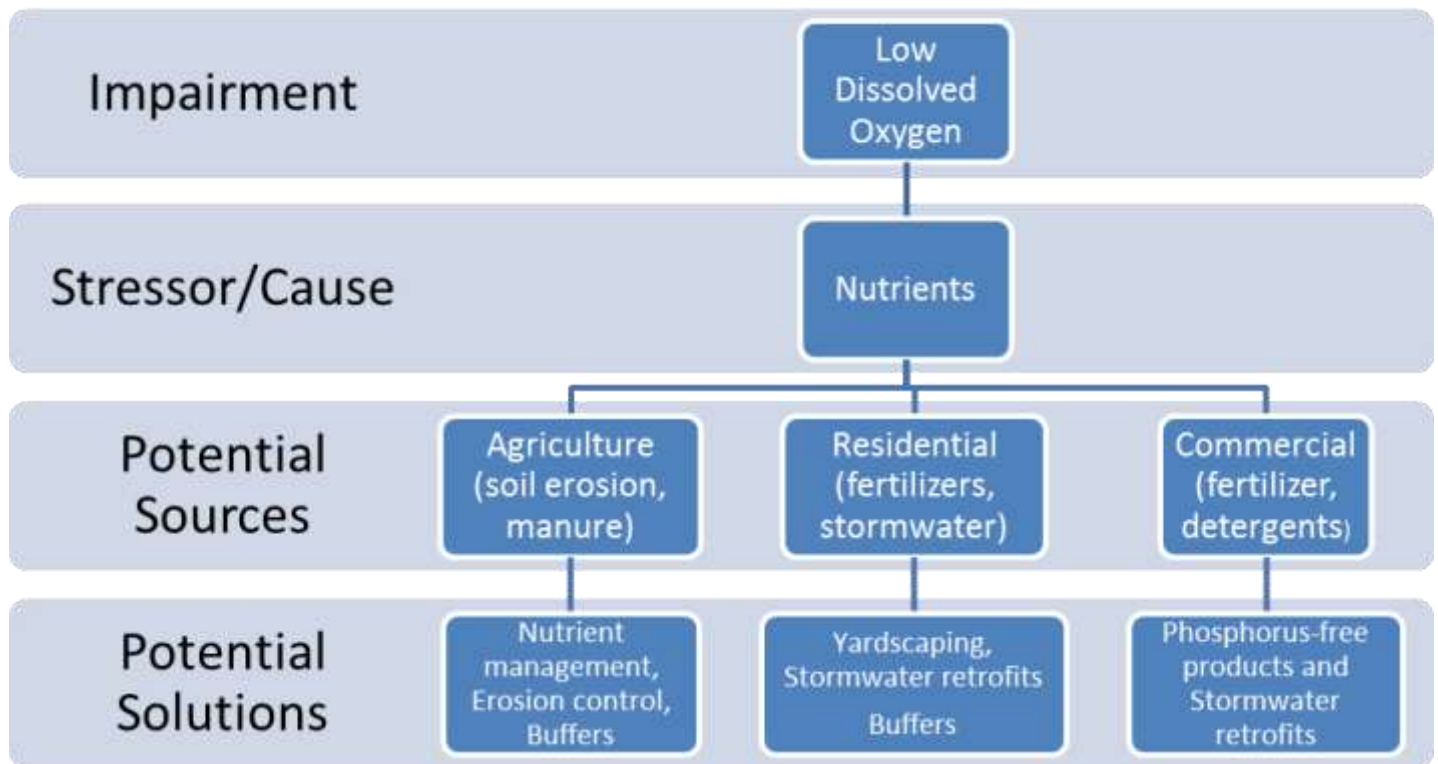 Impairment
Low
Dissolved
Oxygen
Stressor/Cause
Nutrients
Potential
Sources
Agriculture
(soil erosion,
manure)
Residential
(fertilizers,
stormwater)
Commercial
(fertilizer,
detergents)
Potential
Solutions
Nutrient
management,
Erosion control,
Buffers
Yardscaping,
Stormwater retrofits
Buffers
Phosphorus-free
products and
Stormwater
retrofits